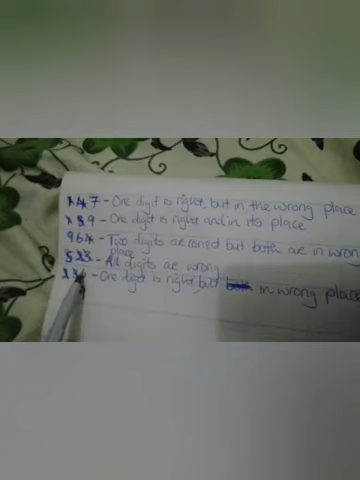 147 - One digit is right, but in the wrong place
189 - One digit is right and in its place
964 - Two digits are correct but both are in wron
place
523 - All digits are wrong
One digit is right, but in wrong place